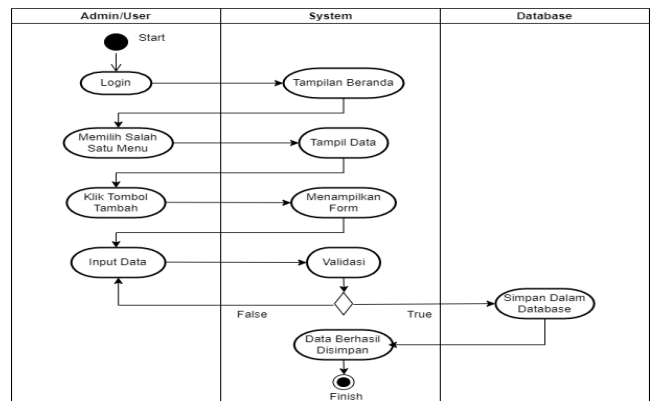 Admin/User
System
Database
Start
Login
Tampilan Beranda
Memilih Salah
Satu Menu
Tampil Data
Klik Tombol
Tambah
Menampilkan
Form
Input Data
Validasi
False
True
Simpan Dalam
Database
Data Berhasil
Disimpan
Finish